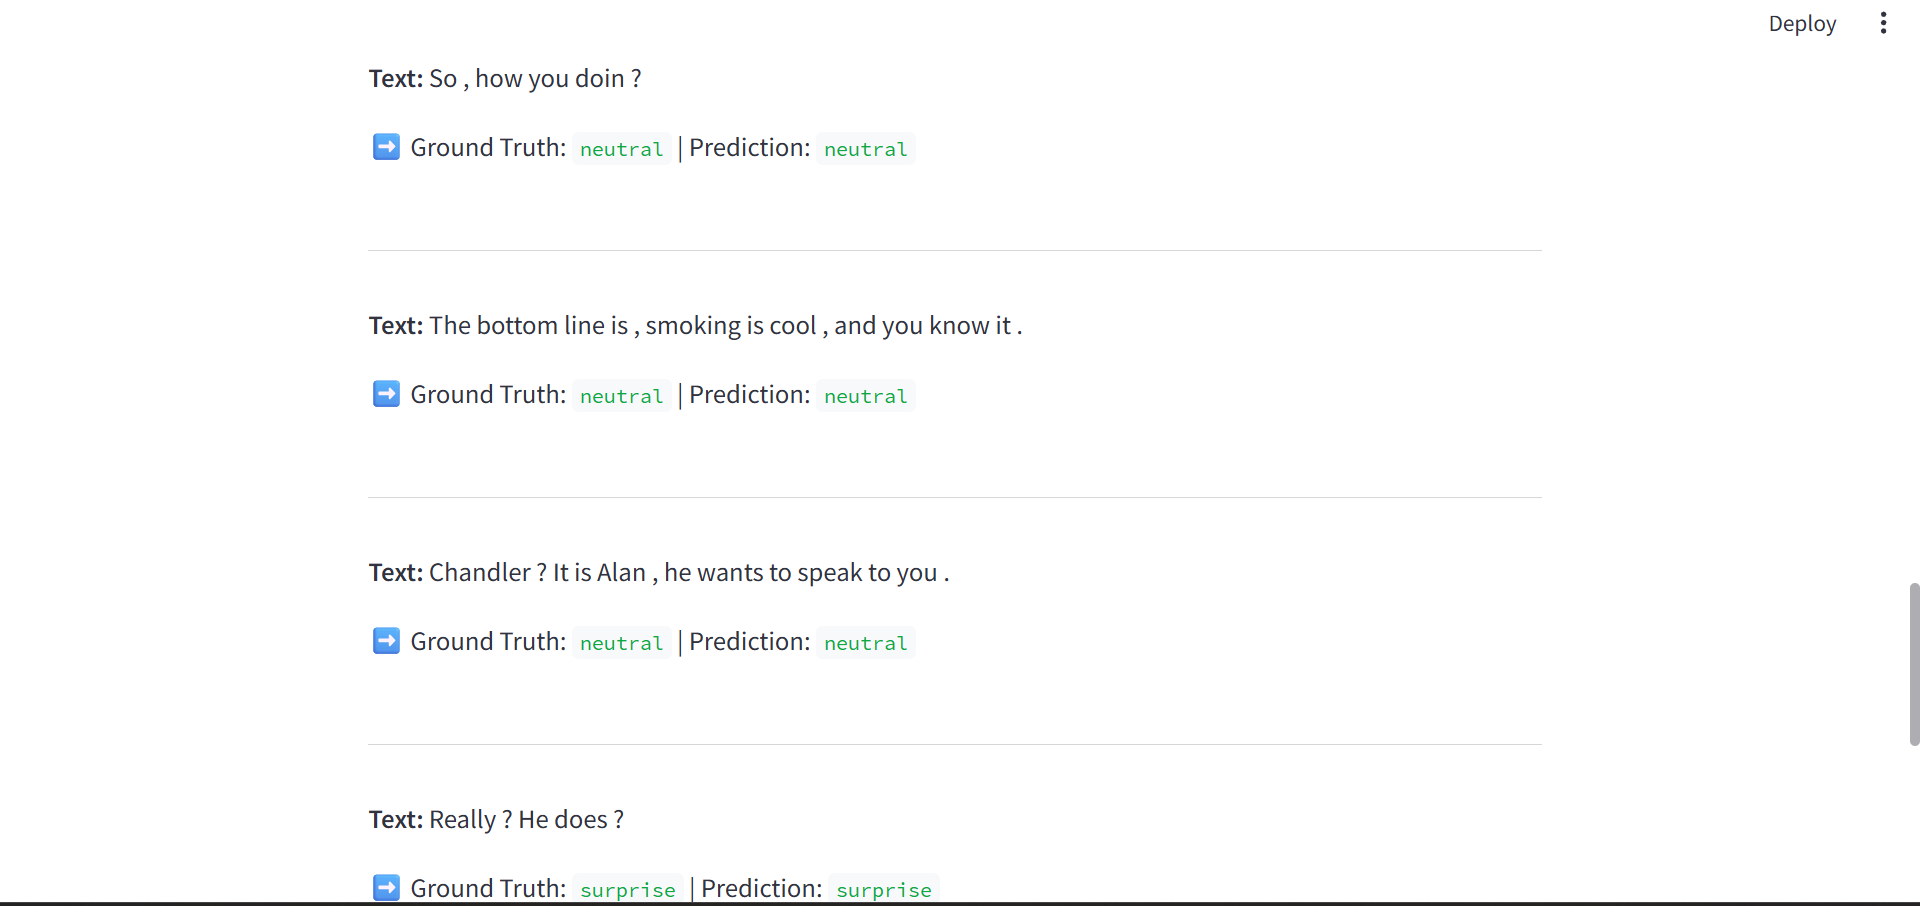 Deploy
Text: So , how you doin ?
➡️ Ground Truth: neutral | Prediction: neutral
Text: The bottom line is , smoking is cool , and you know it .
➡️ Ground Truth: neutral | Prediction: neutral
Text: Chandler ? It is Alan , he wants to speak to you .
➡️ Ground Truth: neutral | Prediction: neutral
Text: Really ? He does ?
➡️ Ground Truth: surprise | Prediction: surprise